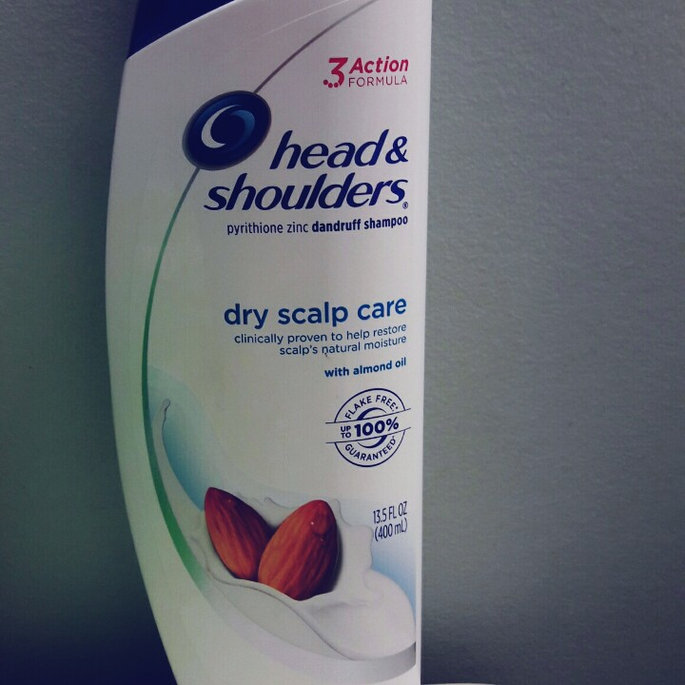 3 Action
FORMULA
head &
shoulders®
pyrithione zinc dandruff shampoo
dry scalp care
clinically proven to help restore
scalp's natural moisture
with almond oil
FLAKE FREE*
UP TO 100%
GUARANTEED
13.5 FL OZ
(400 mL)